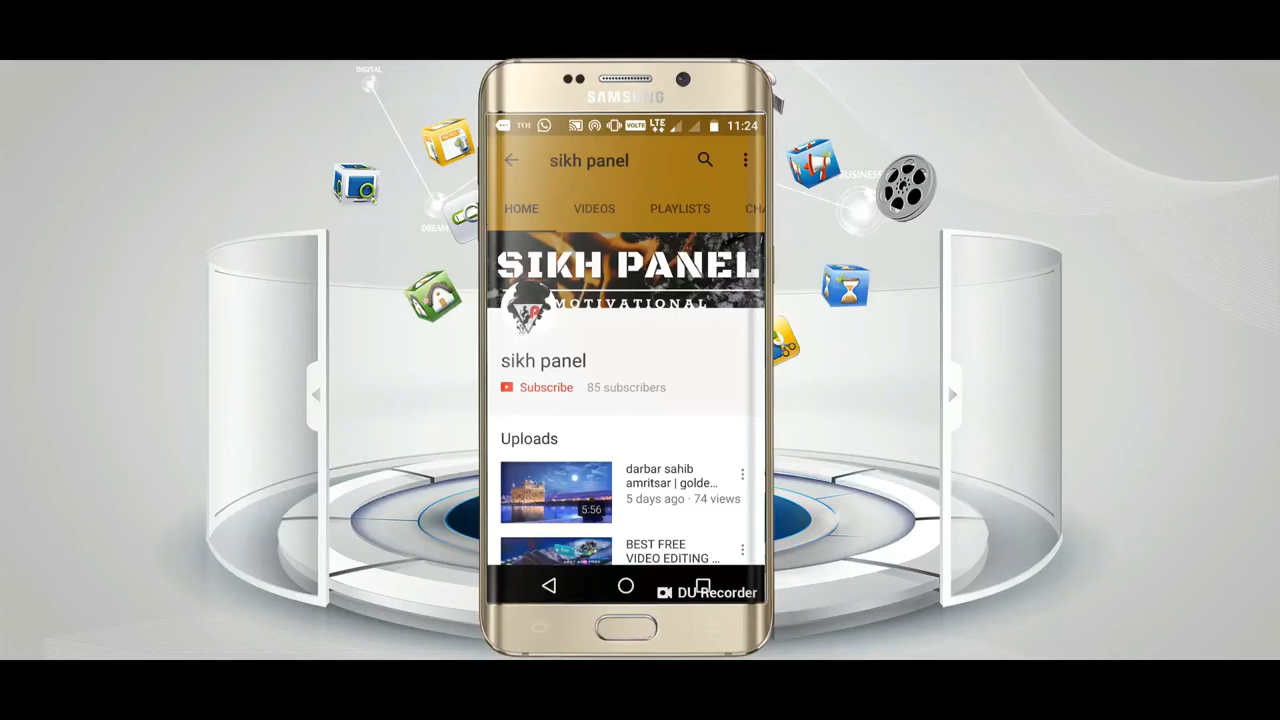 DIGITAL
SAMSUNG
TOI VOLTE LTE 11:24
sikh panel
BUSINESS
HOME VIDEOS PLAYLISTS CHA
DREAM
SIKH PANEL
MOTIVATIONAL
sikh panel
Subscribe 85 subscribers
Uploads
darbar sahib
amritsar | golde...
5 days ago · 74 views
5:56
BEST FREE
VIDEO EDITING ...
DU Recorder